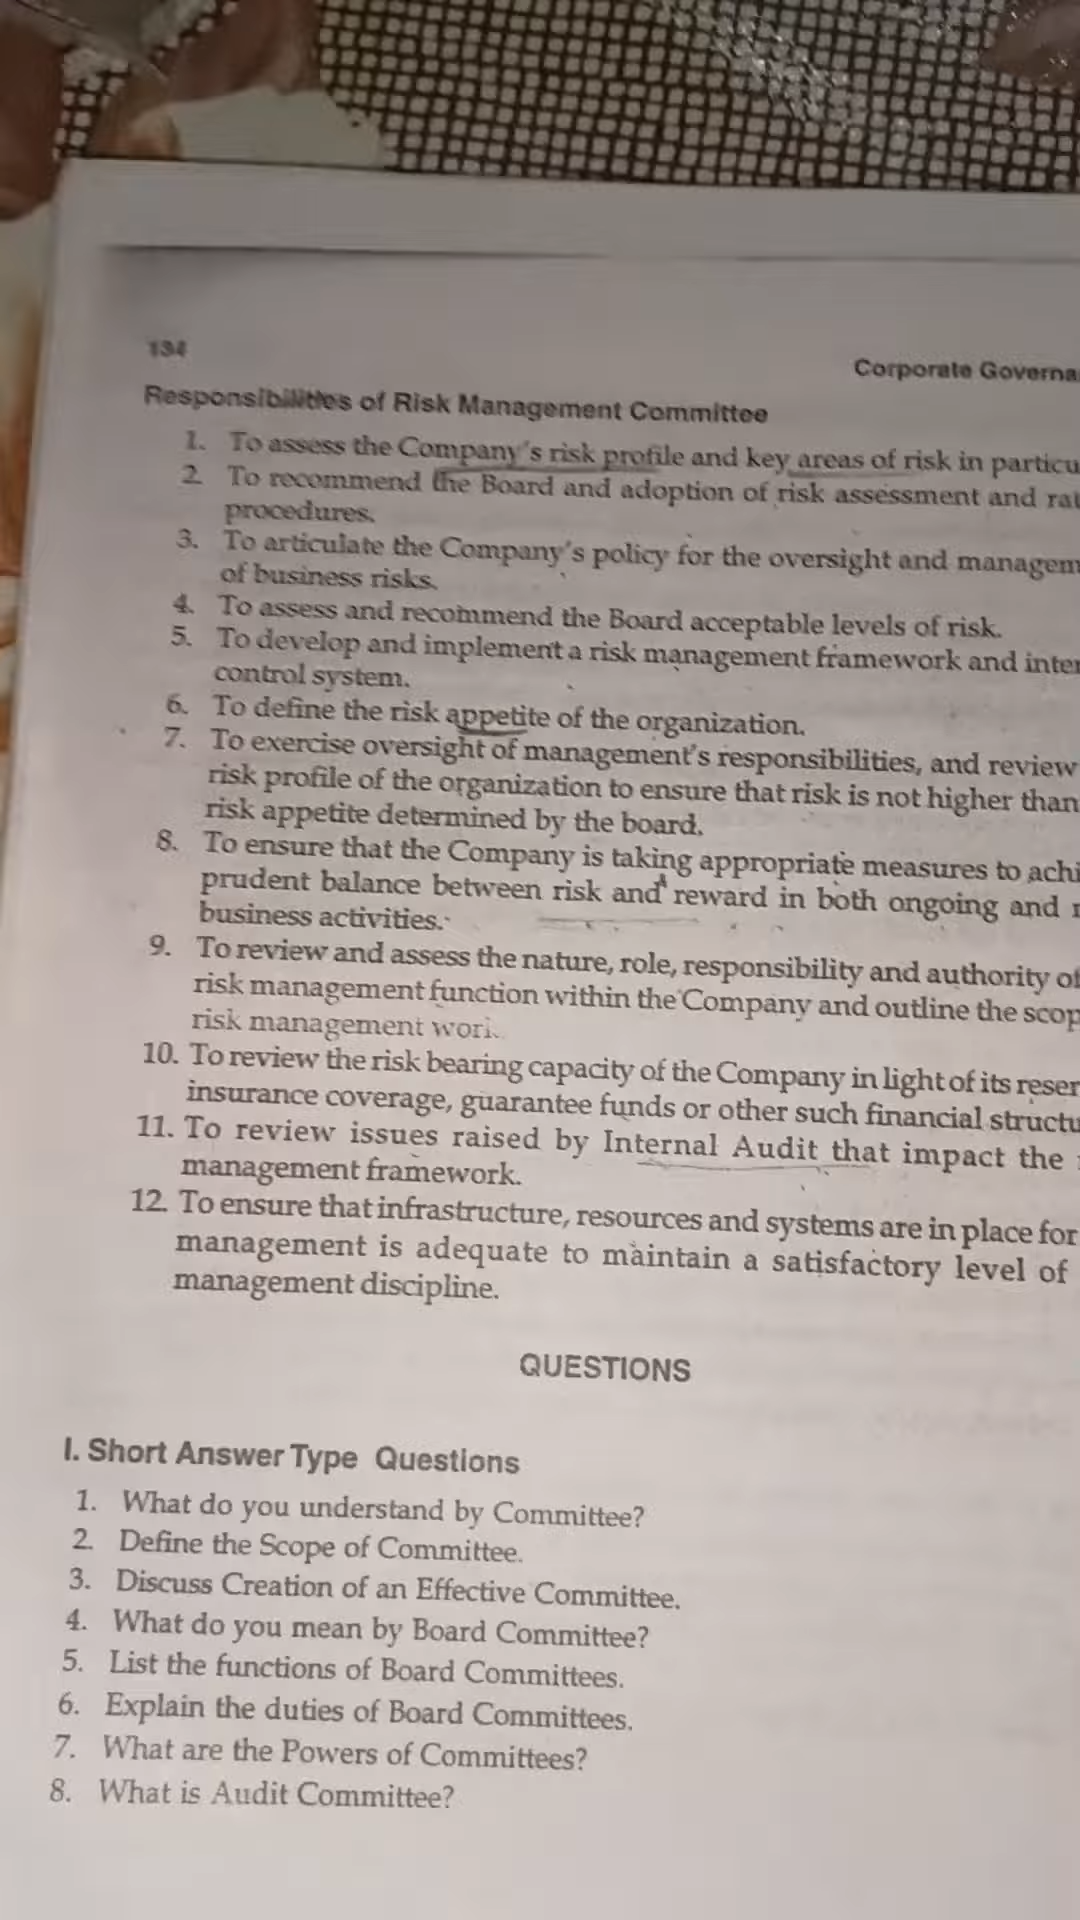 134
Corporate Governa
Responsibilities of Risk Management Committee
1. To assess the Company's risk profile and key areas of risk in particu
2. To recommend the Board and adoption of risk assessment and rat
procedures.
3. To articulate the Company's policy for the oversight and managem
of business risks.
4. To assess and recommend the Board acceptable levels of risk.
5. To develop and implement a risk management framework and inter
control system.
6. To define the risk appetite of the organization.
7. To exercise oversight of management's responsibilities, and review
risk profile of the organization to ensure that risk is not higher than
risk appetite determined by the board.
8. To ensure that the Company is taking appropriate measures to achi
prudent balance between risk and reward in both ongoing and
business activities.
9. To review and assess the nature, role, responsibility and authority of
risk management function within the Company and outline the scop
risk management work.
10. To review the risk bearing capacity of the Company in light of its reser
insurance coverage, guarantee funds or other such financial structu
11. To review issues raised by Internal Audit that impact the
management framework.
12. To ensure that infrastructure, resources and systems are in place for
management is adequate to maintain a satisfactory level of
management discipline.
QUESTIONS
I. Short Answer Type Questions
1. What do you understand by Committee?
2. Define the Scope of Committee.
3. Discuss Creation of an Effective Committee.
4. What do you mean by Board Committee?
5. List the functions of Board Committees.
6. Explain the duties of Board Committees.
7. What are the Powers of Committees?
8. What is Audit Committee?